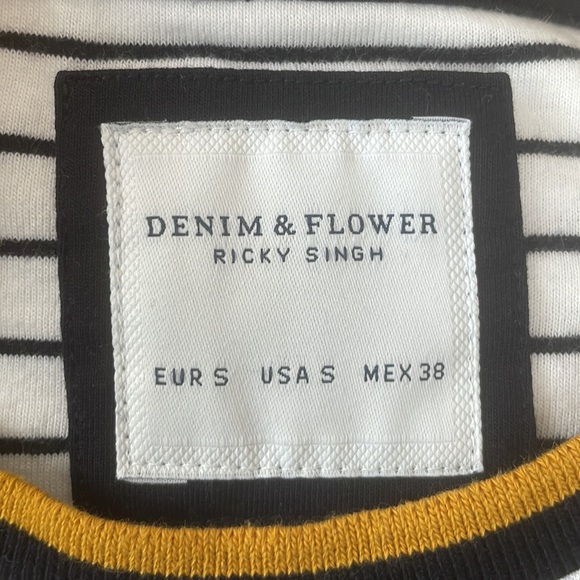 DENIM & FLOWER
RICKY SINGH
EUR S USA S MEX 38